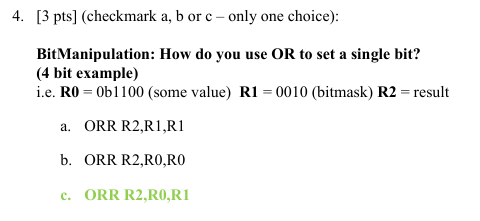 4. [3 pts] (checkmark a, b or c – only one choice):
BitManipulation: How do you use OR to set a single bit?
(4 bit example)
i.e. R0 = 0b1100 (some value) R1 = 0010 (bitmask) R2 = result
a. ORR R2,R1,R1
b. ORR R2,R0,R0
c. ORR R2,R0,R1